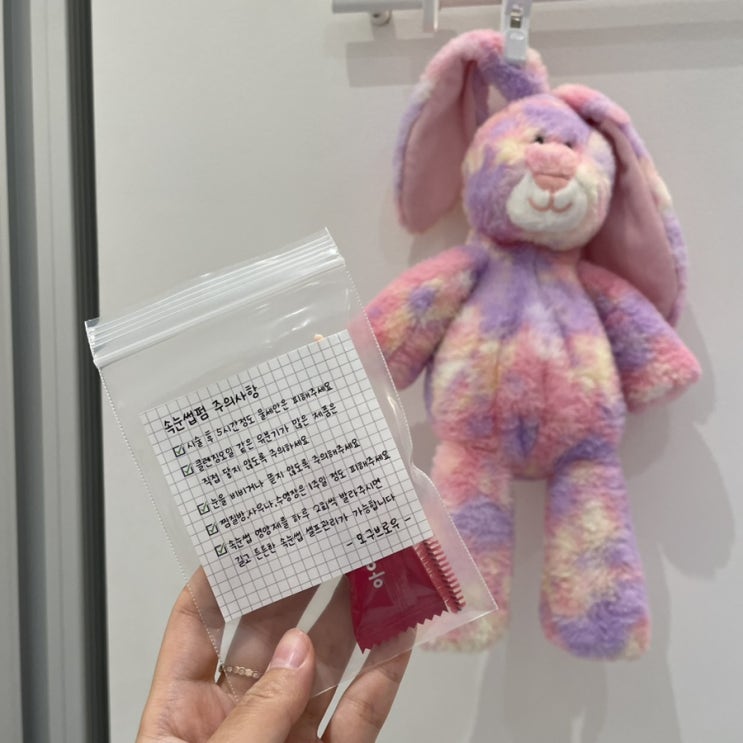 속눈썹펌 주의사항
시술 후 5시간정도 물세안은 피해주세요
클렌징오일 같은 유분기가 많은 제품은
직접 닿지 않도록 주의하세요
눈을 비비거나 뜯지 않도록 주의해주세요
찜질방,사우나,수영장은 1주일 정도 피해주세요
속눈썹 영양제를 하루 2회씩 발라주시면
길고 튼튼한 속눈썹 셀프관리가 가능합니다
- 모구브로우 -